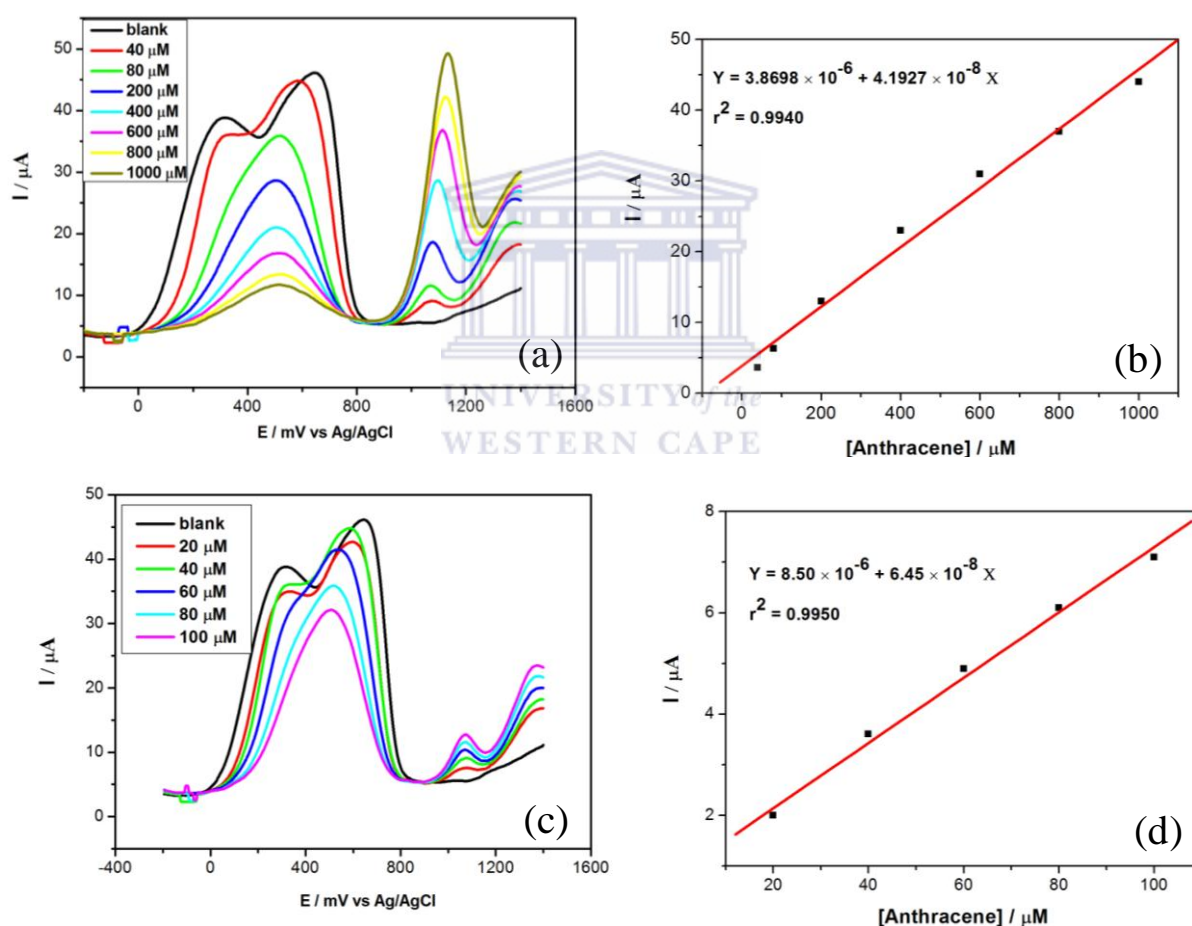 blank
40 μM
80 μM
200 μM
400 μM
600 μM
800 μM
1000 μM
50
40
30
20
10
0
I / μA
0 400 800 1200 1600
E / mV vs Ag/AgCl
(a)
Y = 3.8698 × 10⁻⁶ + 4.1927 × 10⁻⁸ X
r² = 0.9940
50
40
30
20
10
0
I / μA
0 200 400 600 800 1000
[Anthracene] / μM
(b)
UNIVERSITY of the
WESTERN CAPE
blank
20 μM
40 μM
60 μM
80 μM
100 μM
50
40
30
20
10
0
I / μA
-400 0 400 800 1200 1600
E / mV vs Ag/AgCl
(c)
Y = 8.50 × 10⁻⁶ + 6.45 × 10⁻⁸ X
r² = 0.9950
8
6
4
2
I / μA
20 40 60 80 100
[Anthracene] / μM
(d)